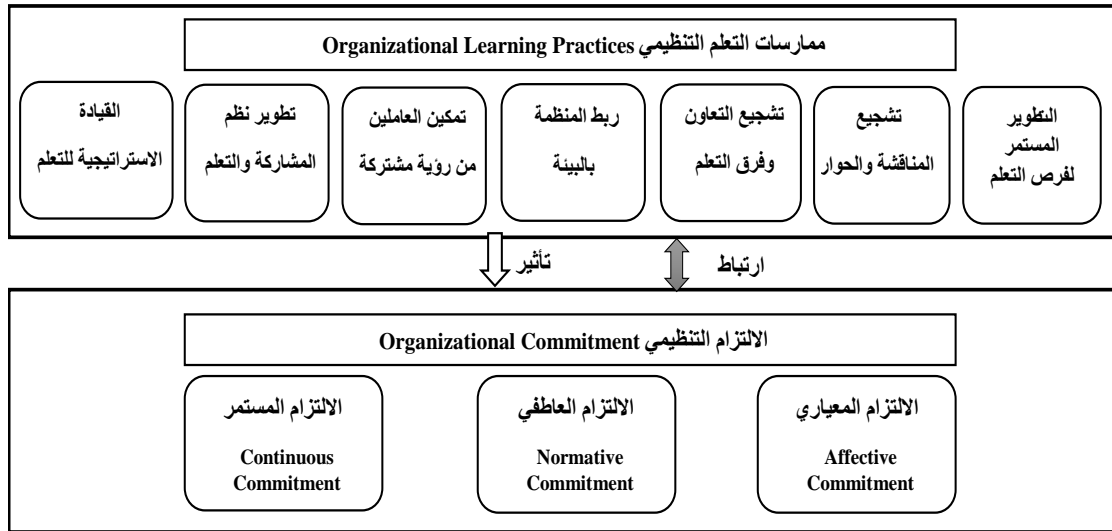 ممارسات التعلم التنظيمي Organizational Learning Practices
التطوير
المستمر
لفرص التعلم
تشجيع
المناقشة والحوار
تشجيع التعاون
وفرق التعلم
ربط المنظمة
بالبيئة
تمكين العاملين
من رؤية مشتركة
تطوير نظم
المشاركة والتعلم
القيادة
الاستراتيجية للتعلم
ارتباط
تأثير
الالتزام التنظيمي Organizational Commitment
الالتزام المعياري
Affective
Commitment
الالتزام العاطفي
Normative
Commitment
الالتزام المستمر
Continuous
Commitment